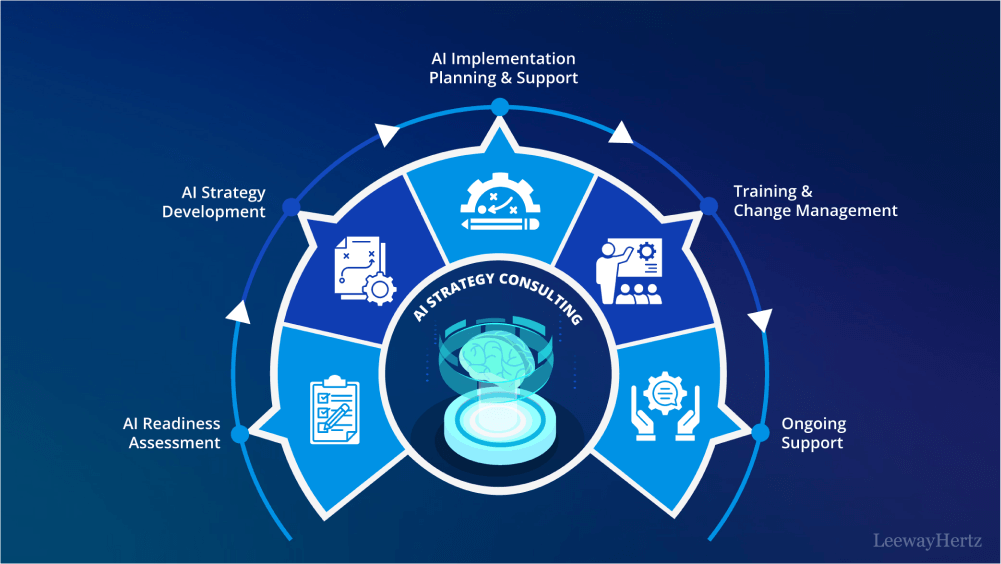 AI Implementation
Planning & Support
AI Strategy
Development
Training &
Change Management
AI STRATEGY CONSULTING
AI Readiness
Assessment
Ongoing
Support
LeewayHertz